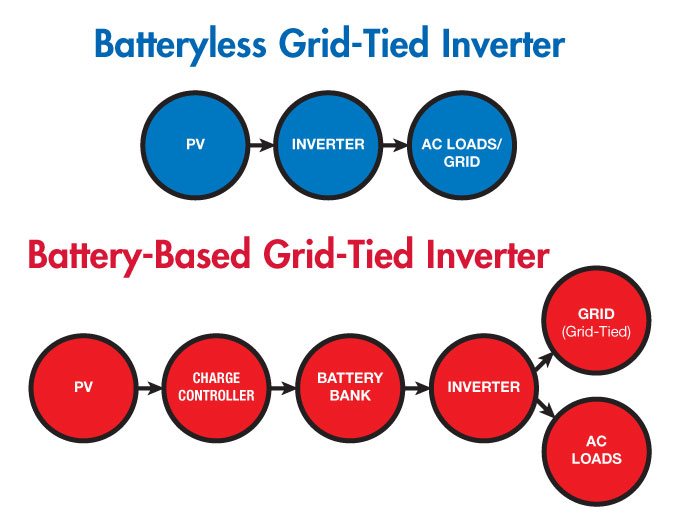 Batteryless Grid-Tied Inverter
PV
INVERTER
AC LOADS/
GRID
Battery-Based Grid-Tied Inverter
PV
CHARGE
CONTROLLER
BATTERY
BANK
INVERTER
GRID
(Grid-Tied)
AC
LOADS